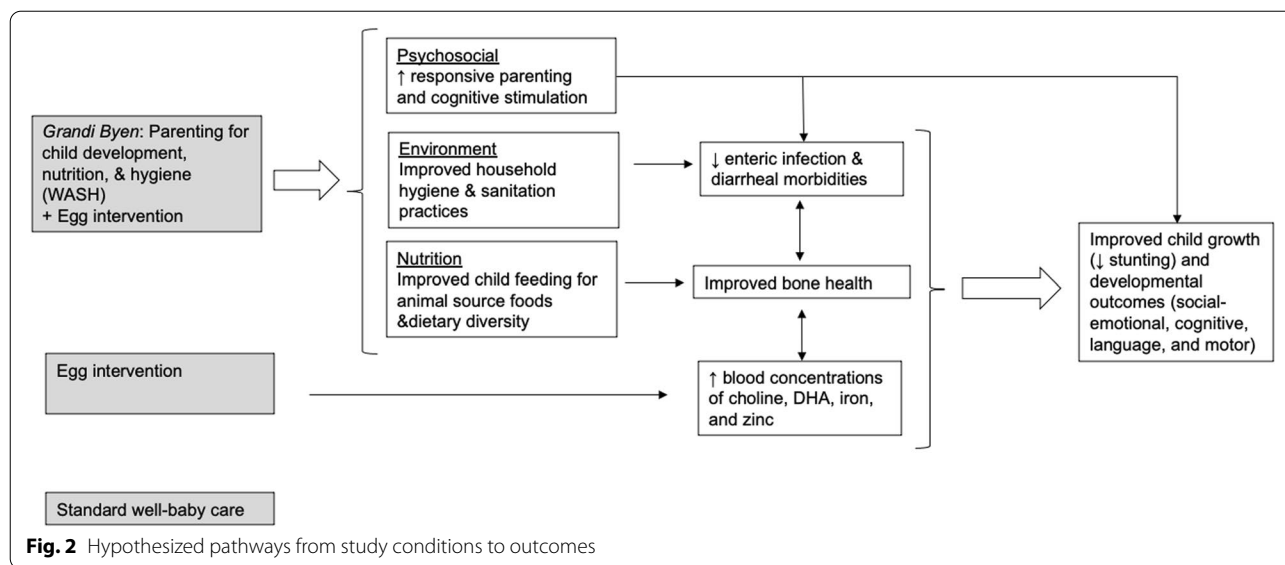 Psychosocial
↑ responsive parenting
and cognitive stimulation
Grandi Byen: Parenting for
child development,
nutrition, & hygiene
(WASH)
+ Egg intervention
Environment
Improved household
hygiene & sanitation
practices
↓ enteric infection &
diarrheal morbidities
Nutrition
Improved child feeding for
animal source foods
&dietary diversity
Improved bone health
Improved child growth
(↓ stunting) and
developmental
outcomes (social-
emotional, cognitive,
language, and motor)
Egg intervention
↑ blood concentrations
of choline, DHA, iron,
and zinc
Standard well-baby care
Fig. 2 Hypothesized pathways from study conditions to outcomes